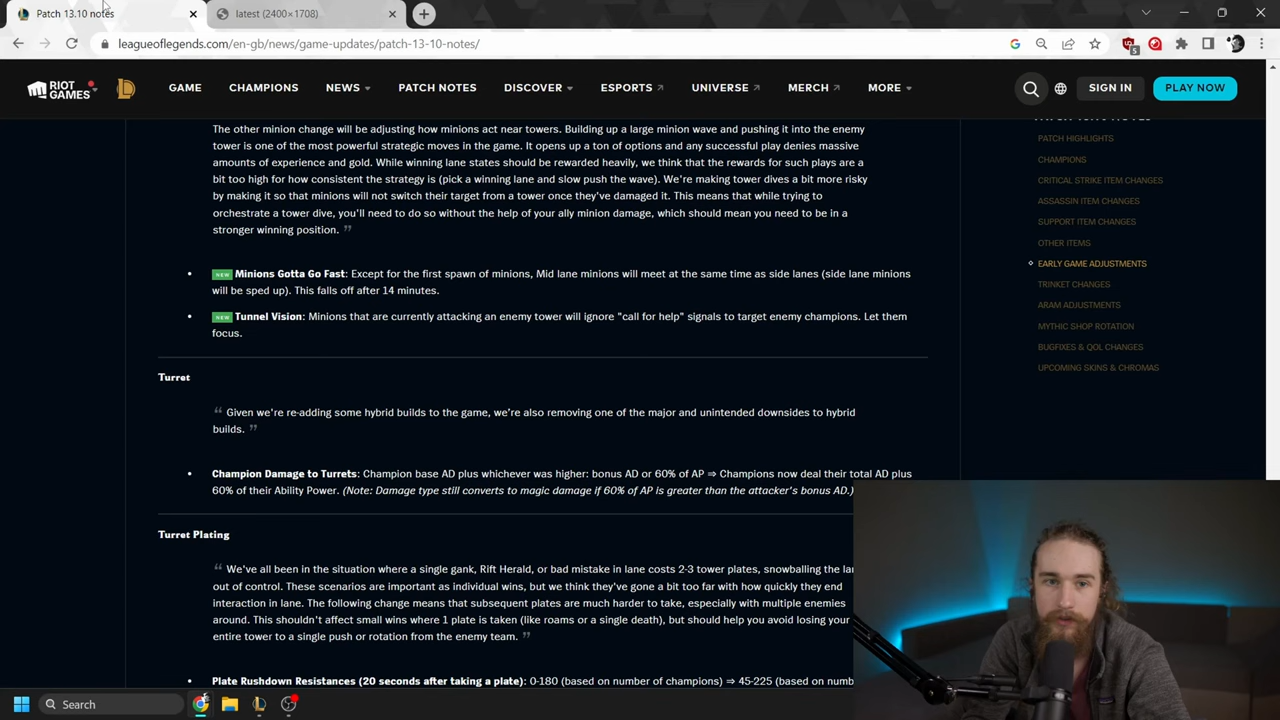 Patch 13.10 notes
latest (2400×1708)
leagueoflegends.com/en-gb/news/game-updates/patch-13-10-notes/
5
RIOT GAMES
GAME
CHAMPIONS
NEWS
PATCH NOTES
DISCOVER
ESPORTS
UNIVERSE
MERCH
MORE
SIGN IN
PLAY NOW
The other minion change will be adjusting how minions act near towers. Building up a large minion wave and pushing it into the enemy
tower is one of the most powerful strategic moves in the game. It opens up a ton of options and any successful play denies massive
amounts of experience and gold. While winning lane states should be rewarded heavily, we think that the rewards for such plays are a
bit too high for how consistent the strategy is (pick a winning lane and slow push the wave). We're making tower dives a bit more risky
by making it so that minions will not switch their target from a tower once they've damaged it. This means that while trying to
orchestrate a tower dive, you'll need to do so without the help of your ally minion damage, which should mean you need to be in a
stronger winning position. ”
• NEW Minions Gotta Go Fast: Except for the first spawn of minions, Mid lane minions will meet at the same time as side lanes (side lane minions
will be sped up). This falls off after 14 minutes.
• NEW Tunnel Vision: Minions that are currently attacking an enemy tower will ignore "call for help" signals to target enemy champions. Let them
focus.
Turret
“ Given we're re-adding some hybrid builds to the game, we're also removing one of the major and unintended downsides to hybrid
builds. ”
• Champion Damage to Turrets: Champion base AD plus whichever was higher: bonus AD or 60% of AP ⇒ Champions now deal their total AD plus
60% of their Ability Power. (Note: Damage type still converts to magic damage if 60% of AP is greater than the attacker's bonus AD.)
Turret Plating
“ We've all been in the situation where a single gank, Rift Herald, or bad mistake in lane costs 2-3 tower plates, snowballing the
out of control. These scenarios are important as individual wins, but we think they've gone a bit too far with how quickly they end
interaction in lane. The following change means that subsequent plates are much harder to take, especially with multiple enemies
around. This shouldn't affect small wins where 1 plate is taken (like roams or a single death), but should help you avoid losing your
entire tower to a single push or rotation from the enemy team. ”
• Plate Rushdown Resistances (20 seconds after taking a plate): 0-180 (based on number of champions) ⇒ 45-225 (based on
PATCH HIGHLIGHTS
CHAMPIONS
CRITICAL STRIKE ITEM CHANGES
ASSASSIN ITEM CHANGES
SUPPORT ITEM CHANGES
OTHER ITEMS
EARLY GAME ADJUSTMENTS
TRINKET CHANGES
ARAM ADJUSTMENTS
MYTHIC SHOP ROTATION
BUGFIXES & QOL CHANGES
UPCOMING SKINS & CHROMAS
Search